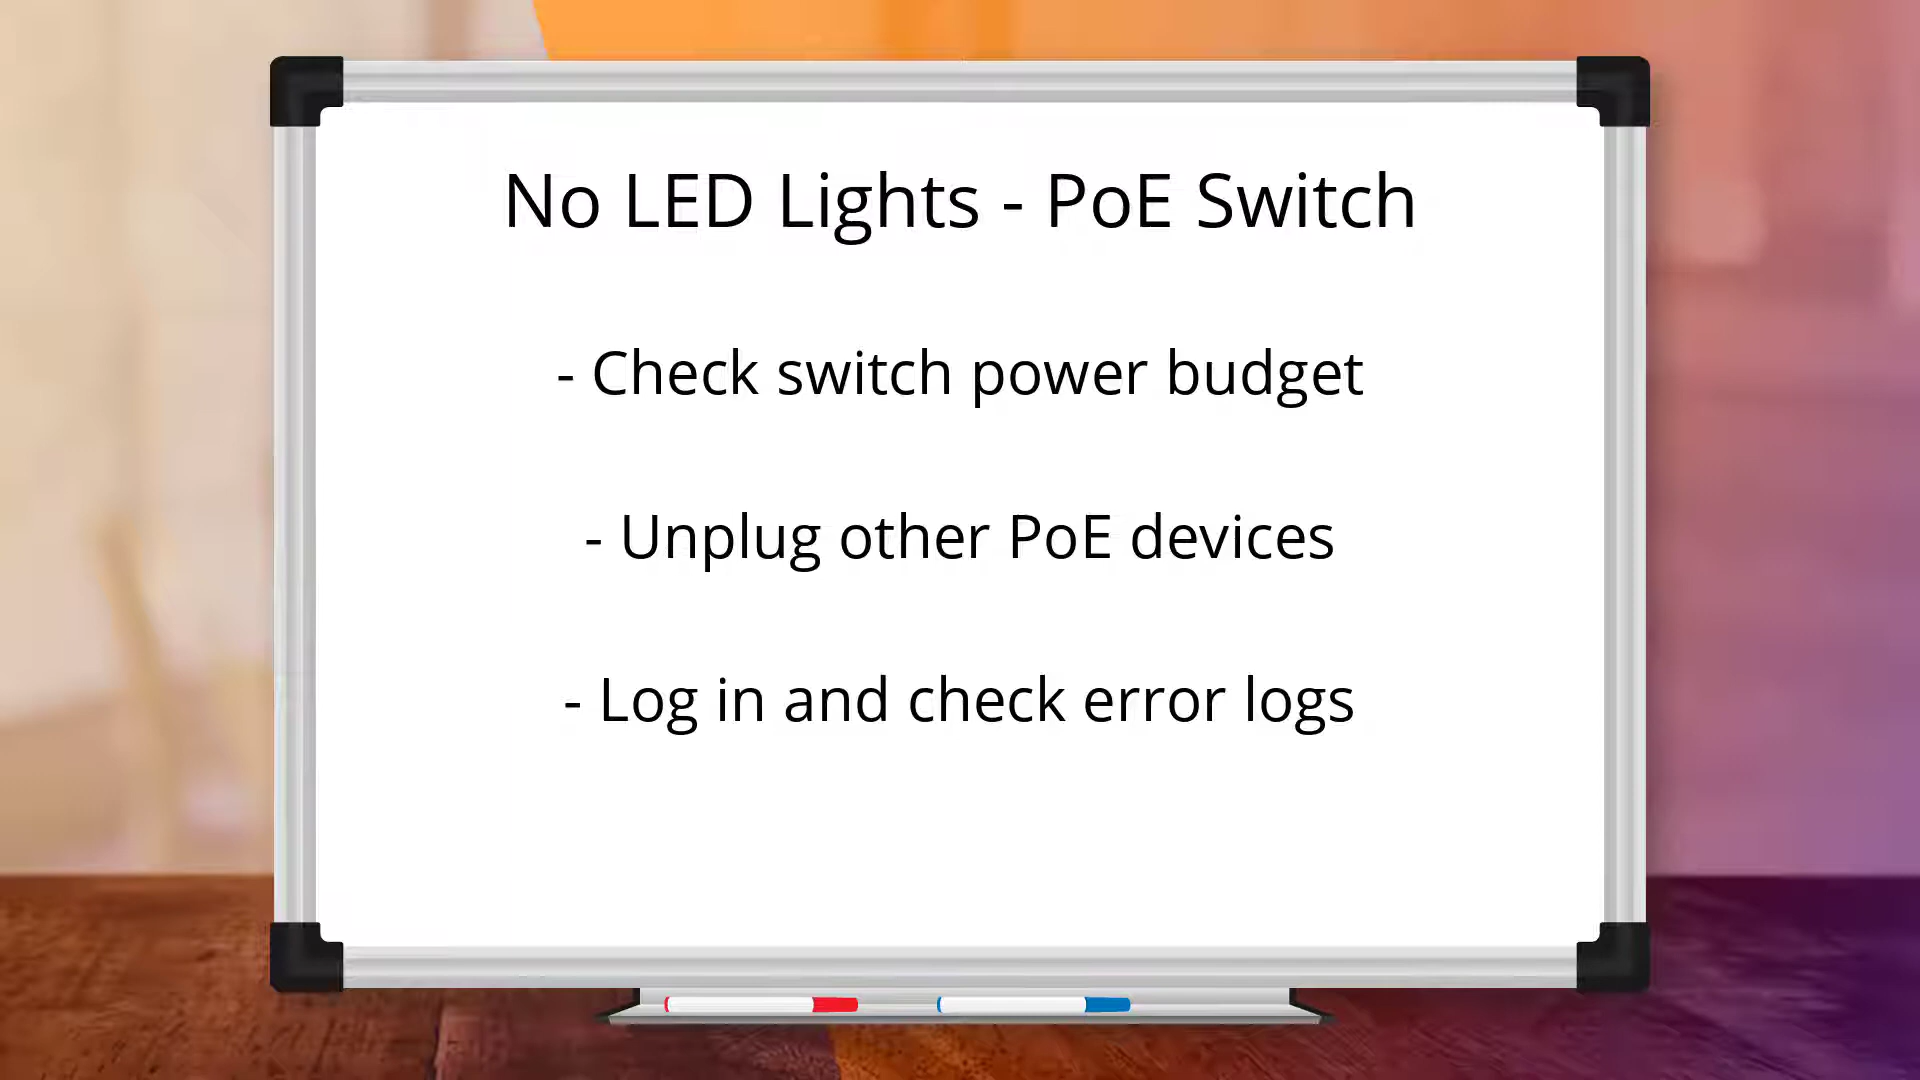 No LED Lights - PoE Switch
- Check switch power budget
- Unplug other PoE devices
- Log in and check error logs